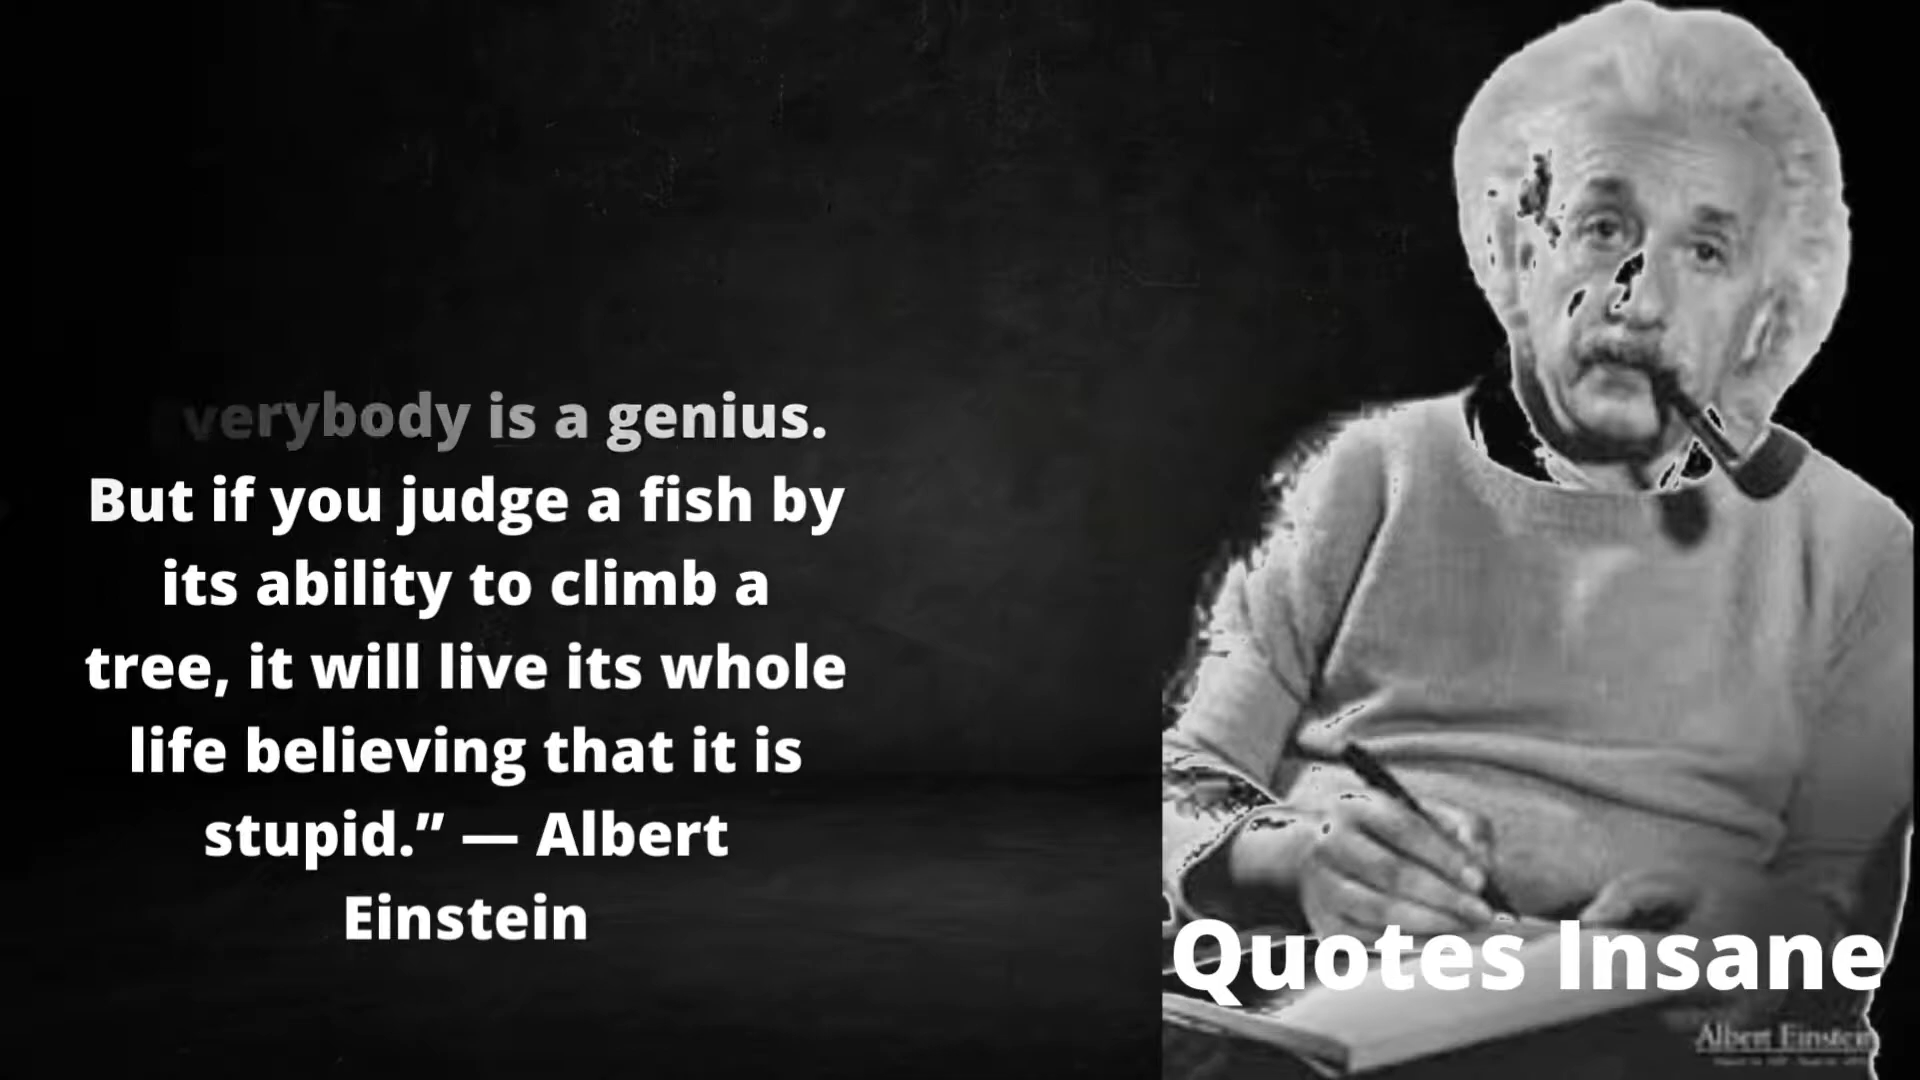 Everybody is a genius.
But if you judge a fish by
its ability to climb a
tree, it will live its whole
life believing that it is
stupid.” — Albert
Einstein
Quotes Insane
Albert Einstein